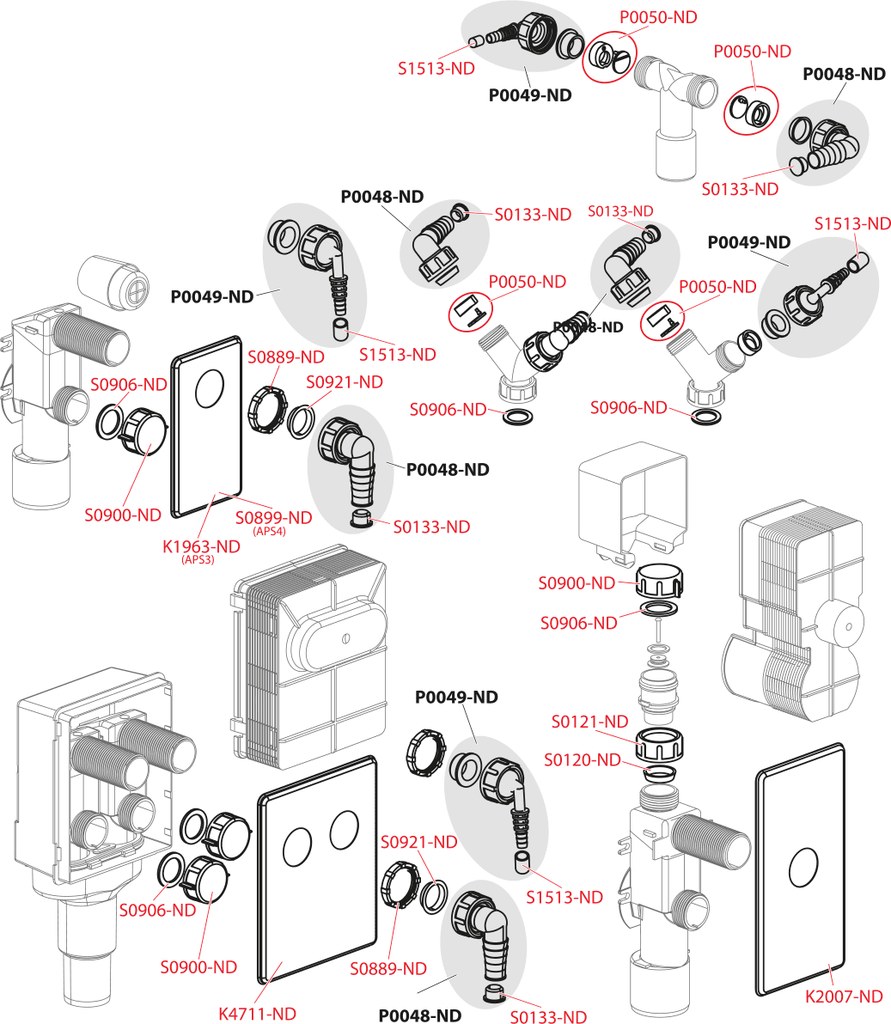 P0050-ND
S1513-ND
P0050-ND
P0048-ND
P0049-ND
S0133-ND
P0048-ND
S0133-ND
S0133-ND
S1513-ND
P0049-ND
P0049-ND
P0050-ND
P0050-ND
P0048-ND
S1513-ND
S0889-ND
S0906-ND
S0921-ND
S0906-ND
S0906-ND
P0048-ND
S0900-ND
S0899-ND
(APS4)
S0133-ND
K1963-ND
(APS3)
S0900-ND
S0906-ND
P0049-ND
S0121-ND
S0120-ND
S0921-ND
S1513-ND
S0906-ND
S0900-ND
S0889-ND
K2007-ND
K4711-ND
P0048-ND
S0133-ND